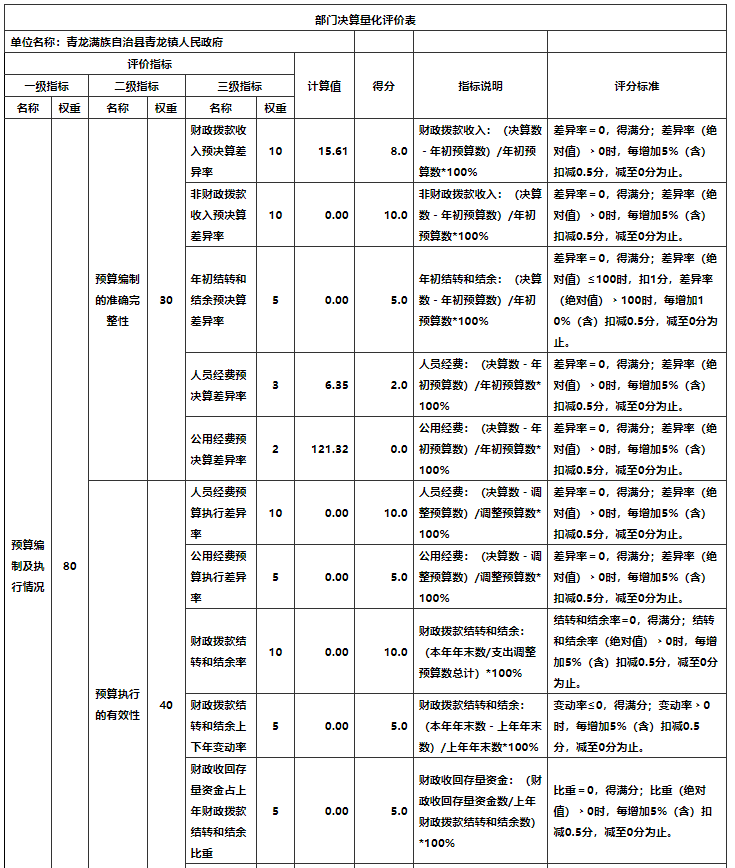 部门决算量化评价表
单位名称：青龙满族自治县青龙镇人民政府
评价指标
计算值
得分
指标说明
评分标准
一级指标
二级指标
三级指标
名称
权重
名称
权重
名称
权重
预算编
制及执
行情况
80
预算编制
的准确完
整性
30
财政拨款收
入预决算差
异率
10
15.61
8.0
财政拨款收入：（决算数
－年初预算数）/年初预
算数*100%
差异率＝0，得满分；差异率（绝
对值）﹥0时，每增加5%（含）
扣减0.5分，减至0分为止。
非财政拨款
收入预决算
差异率
10
0.00
10.0
非财政拨款收入：（决算
数－年初预算数）/年初
预算数*100%
差异率＝0，得满分；差异率（绝
对值）﹥0时，每增加5%（含）
扣减0.5分，减至0分为止。
年初结转和
结余预决算
差异率
5
0.00
5.0
年初结转和结余：（决算
数－年初预算数）/年初
预算数*100%
差异率＝0，得满分；差异率（绝
对值）≤100时，扣1分，差异率
（绝对值）﹥100时，每增加1
0%（含）扣减0.5分，减至0分为
止。
人员经费预
决算差异率
3
6.35
2.0
人员经费：（决算数－年
初预算数）/年初预算数*
100%
差异率＝0，得满分；差异率（绝
对值）﹥0时，每增加5%（含）
扣减0.5分，减至0分为止。
公用经费预
决算差异率
2
121.32
0.0
公用经费：（决算数－年
初预算数）/年初预算数*
100%
差异率＝0，得满分；差异率（绝
对值）﹥0时，每增加5%（含）
扣减0.5分，减至0分为止。
预算执行
的有效性
40
人员经费预
算执行差异
率
10
0.00
10.0
人员经费：（决算数－调
整预算数）/调整预算数*
100%
差异率＝0，得满分；差异率（绝
对值）﹥0时，每增加5%（含）
扣减0.5分，减至0分为止。
公用经费预
算执行差异
率
5
0.00
5.0
公用经费：（决算数－调
整预算数）/调整预算数*
100%
差异率＝0，得满分；差异率（绝
对值）﹥0时，每增加5%（含）
扣减0.5分，减至0分为止。
财政拨款结
转和结余率
10
0.00
10.0
财政拨款结转和结余：
（本年年末数/支出调整
预算数总计）*100%
结转和结余率=0，得满分；结转
和结余率（绝对值）﹥0时，每增
加5%（含）扣减0.5分，减至0分
为止。
财政拨款结
转和结余上
下年变动率
5
0.00
5.0
财政拨款结转和结余：
（本年年末数－上年年末
数）/上年年末数*100%
变动率≤0，得满分；变动率﹥0
时，每增加5%（含）扣减0.5
分，减至0分为止。
财政收回存
量资金占上
年财政拨款
结转和结余
比重
5
0.00
5.0
财政收回存量资金：（财
政收回存量资金数/上年
财政拨款结转和结余数）
*100%
比重＝0，得满分；比重（绝对
值）﹥0时，每增加5%（含）扣
减0.5分，减至0分为止。